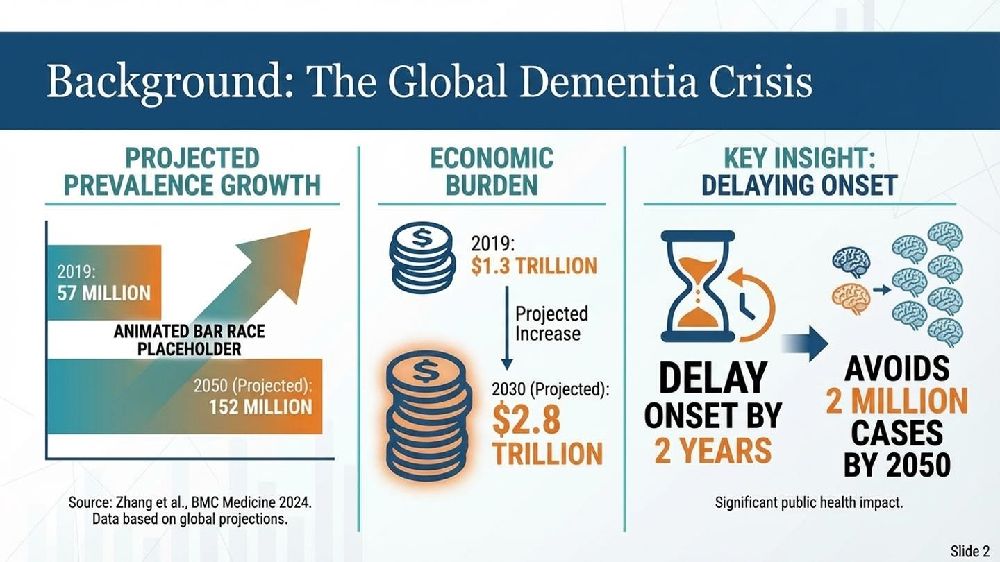 Background: The Global Dementia Crisis
PROJECTED
PREVALENCE GROWTH
2019:
57 MILLION
ANIMATED BAR RACE
PLACEHOLDER
2050 (Projected):
152 MILLION
Source: Zhang et al., BMC Medicine 2024.
Data based on global projections.
ECONOMIC
BURDEN
$
2019:
$1.3 TRILLION
Projected
Increase
$
2030 (Projected):
$2.8
TRILLION
KEY INSIGHT:
DELAYING ONSET
DELAY
ONSET BY
2 YEARS
AVOIDS
2 MILLION
CASES
BY 2050
Significant public health impact.
Slide 2